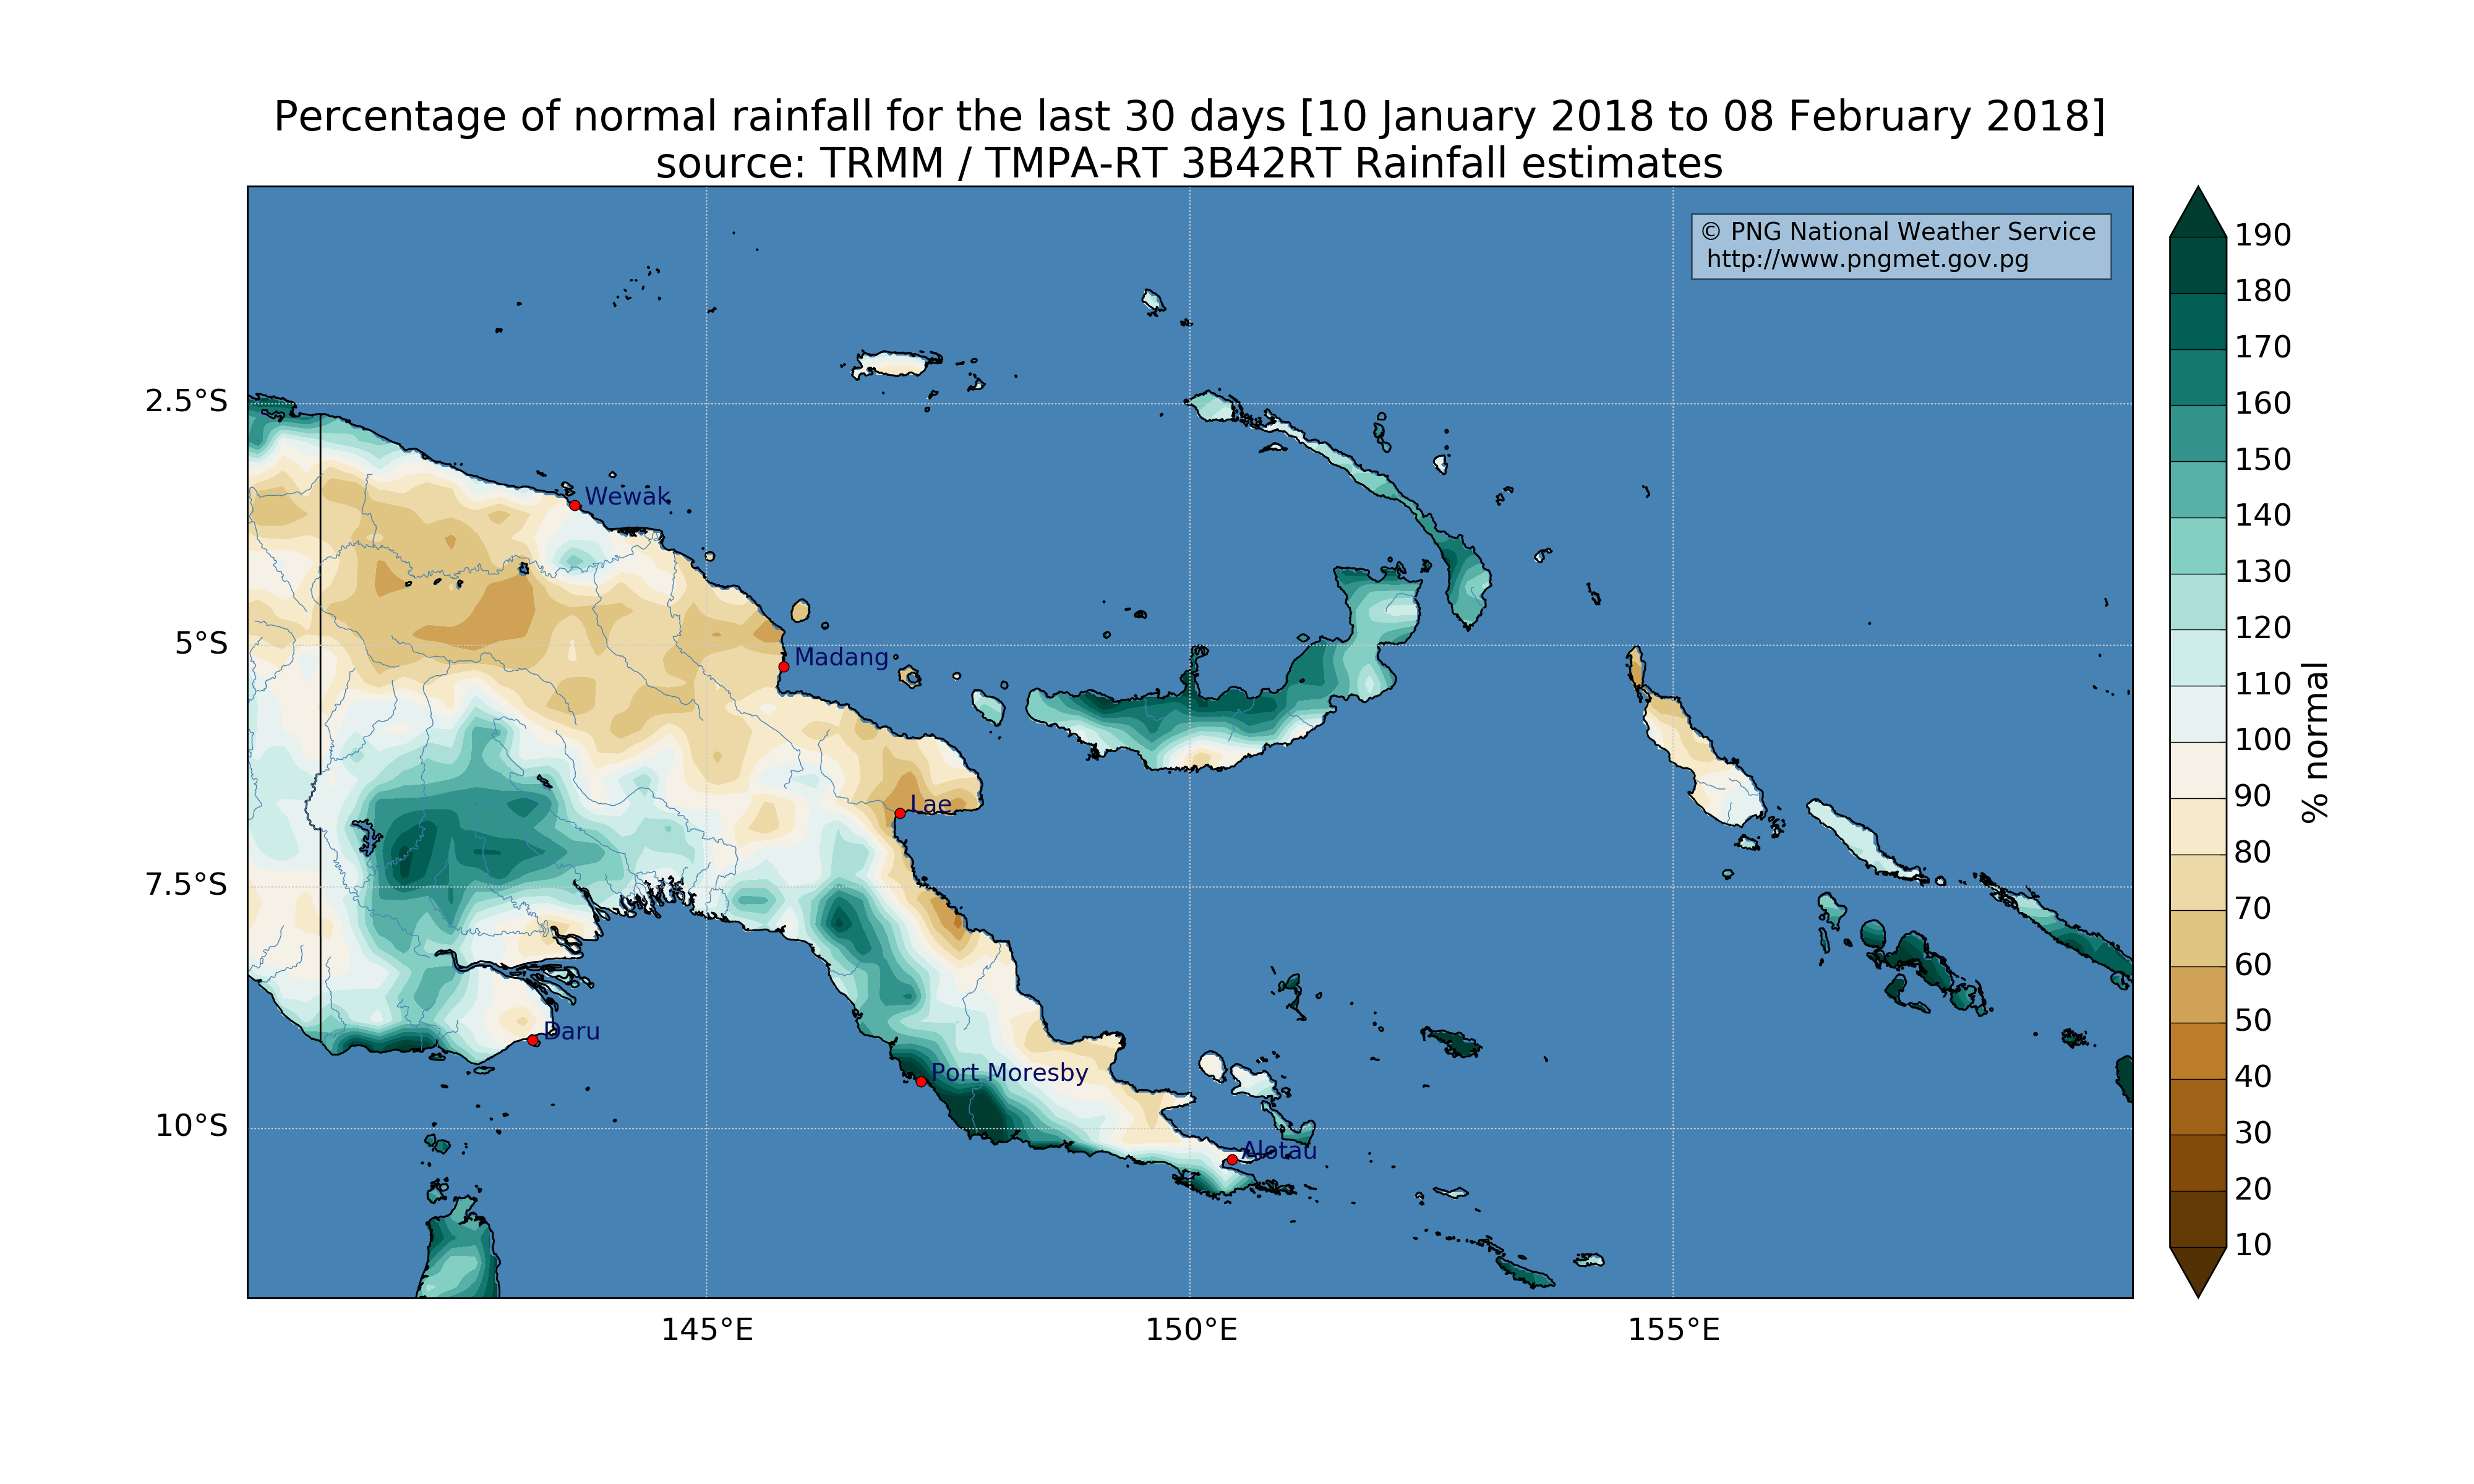 Percentage of normal rainfall for the last 30 days [10 January 2018 to 08 February 2018]
source: TRMM / TMPA-RT 3B42RT Rainfall estimates
© PNG National Weather Service
http://www.pngmet.gov.pg
2.5°S
5°S
7.5°S
10°S
Wewak
Madang
Lae
Daru
Port Moresby
Alotau
145°E
150°E
155°E
190
180
170
160
150
140
130
120
110
100
90
80
70
60
50
40
30
20
10
% normal